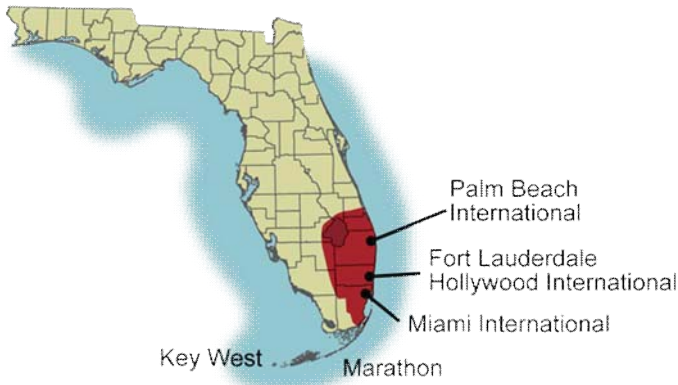 Palm Beach
International
Fort Lauderdale
Hollywood International
Miami International
Key West
Marathon